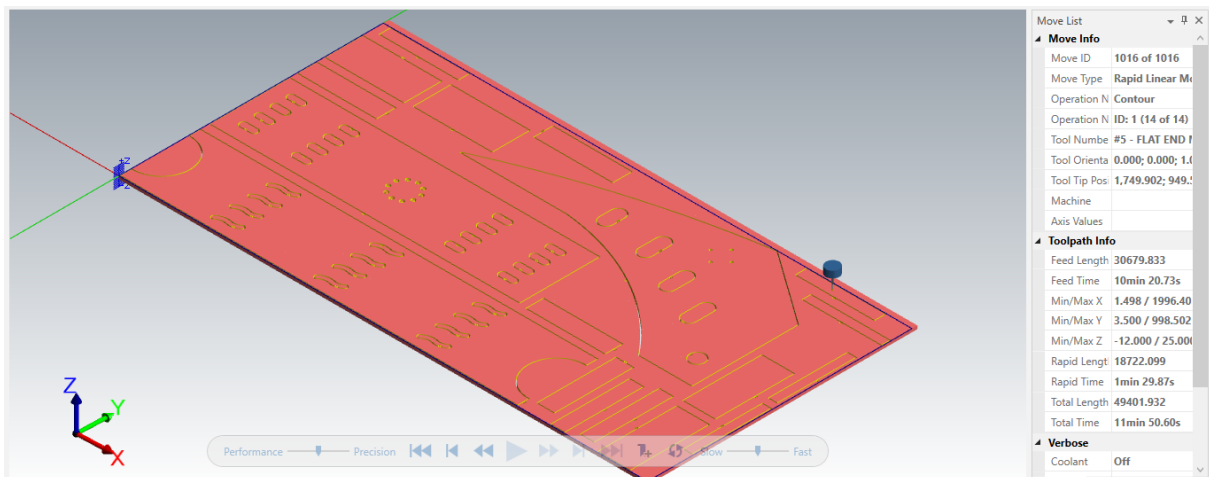 Move List
Move Info
Move ID 1016 of 1016
Move Type Rapid Linear Mo
Operation N Contour
Operation N ID: 1 (14 of 14)
Tool Numbe #5 - FLAT END
Tool Orienta 0.000; 0.000; 1.0
Tool Tip Pos 1,749.902; 949.5
Machine
Axis Values
Toolpath Info
Feed Length 30679.833
Feed Time 10min 20.73s
Min/Max X 1.498 / 1996.40
Min/Max Y 3.500 / 998.502
Min/Max Z -12.000 / 25.000
Rapid Lengt 18722.099
Rapid Time 1min 29.87s
Total Length 49401.932
Total Time 11min 50.60s
Verbose
Coolant Off
+Z
Z
Y
X
Performance Precision Slow Fast